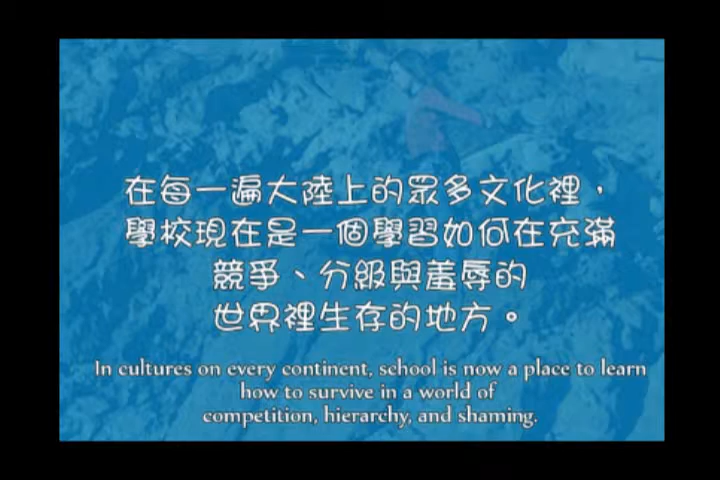 在每一遍大陸上的眾多文化裡，
學校現在是一個學習如何在充滿
競爭、分級與羞辱的
世界裡生存的地方。
In cultures on every continent, school is now a place to learn
how to survive in a world of
competition, hierarchy, and shaming.